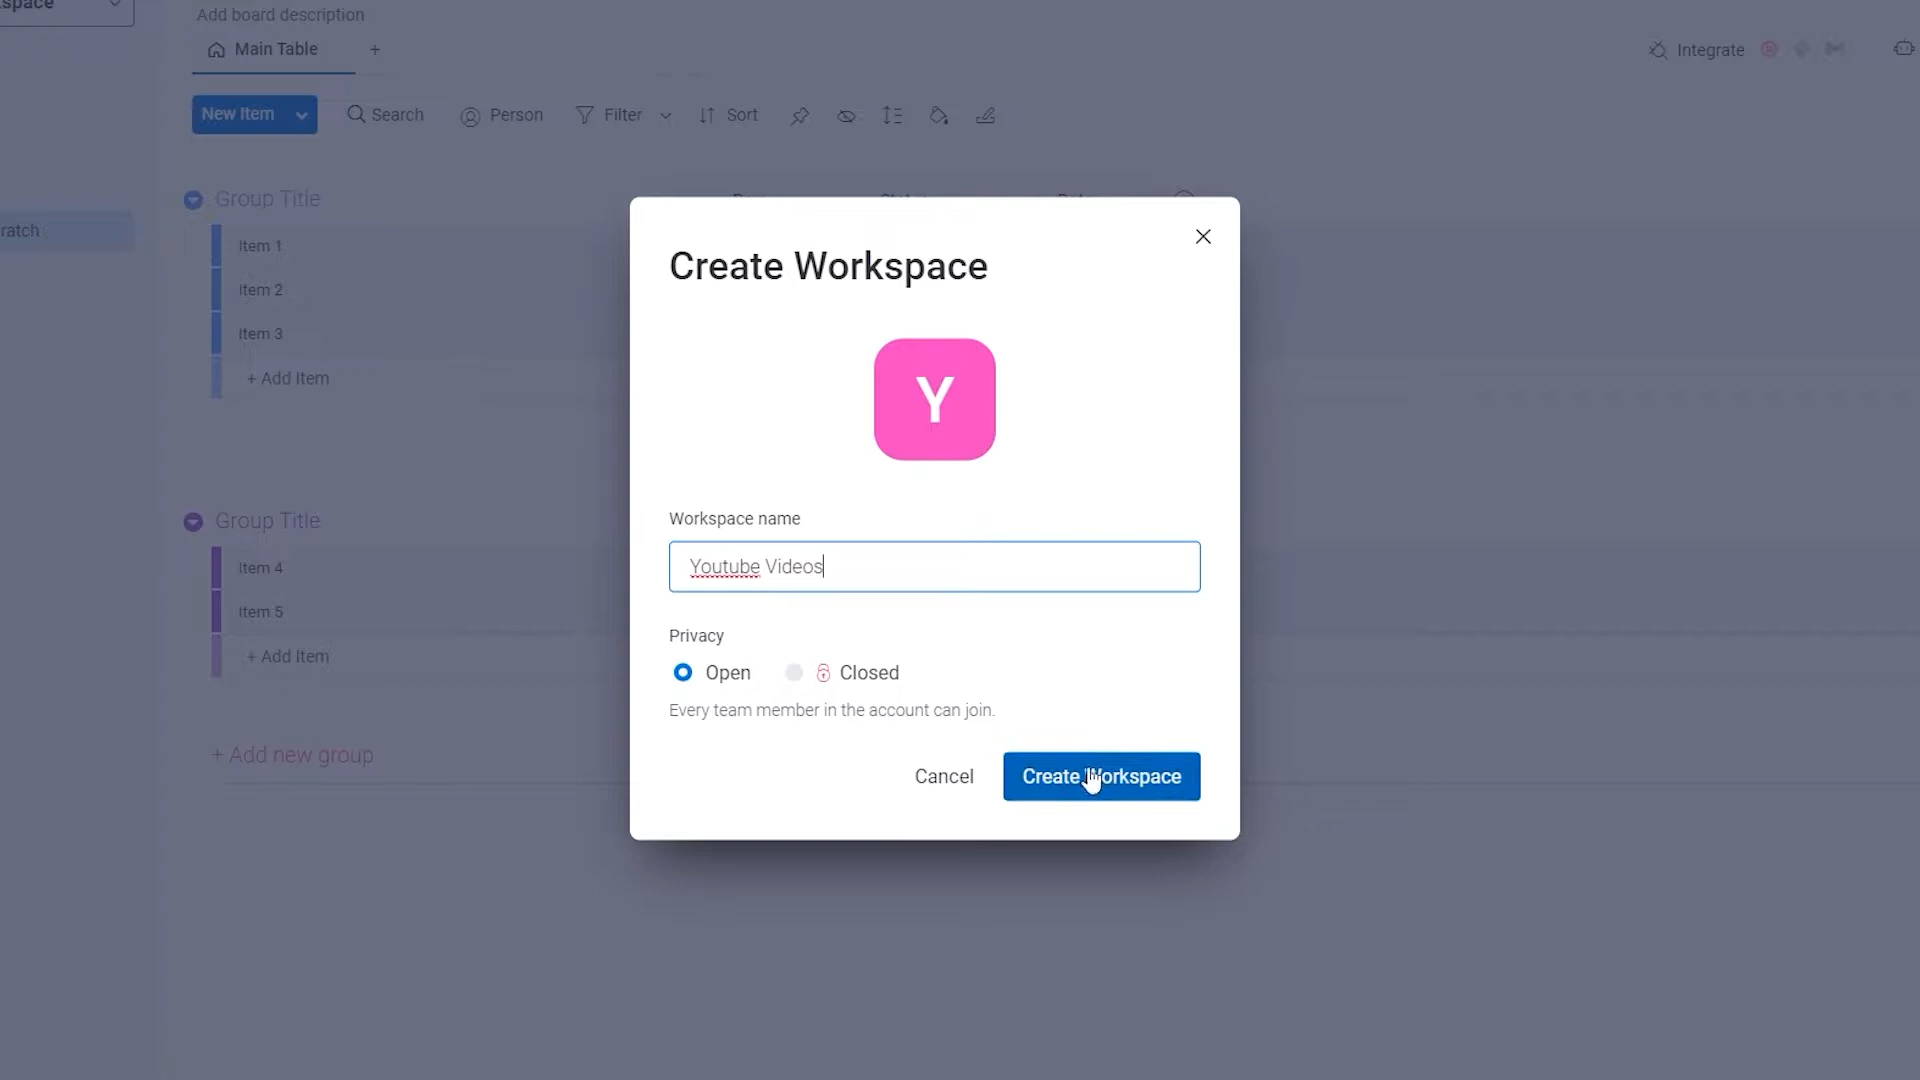 space
Add board description
Main Table +
Integrate
New Item
Search
Person
Filter
Sort
Group Title
ratch
Item 1
Item 2
Item 3
+ Add Item
Group Title
Item 4
Item 5
+ Add Item
+ Add new group
Create Workspace
Y
Workspace name
Youtube Videos
Privacy
Open
Closed
Every team member in the account can join.
Cancel
Create Workspace